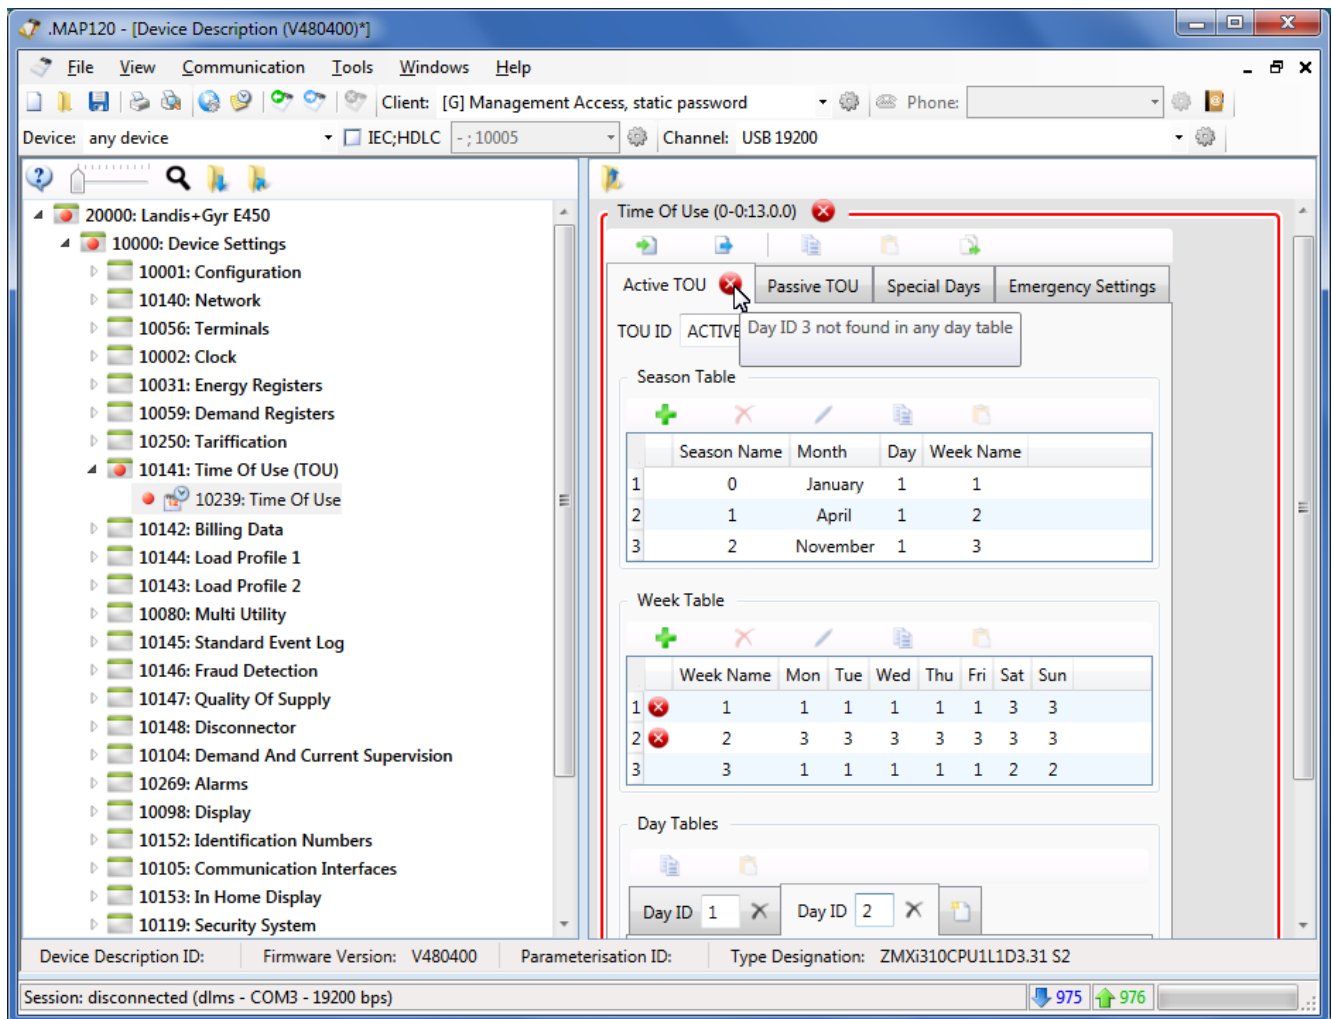 .MAP120 - [Device Description (V480400)*]
File View Communication Tools Windows Help
Client: [G] Management Access, static password Phone:
Device: any device IEC;HDLC - ; 10005 Channel: USB 19200
20000: Landis+Gyr E450
10000: Device Settings
10001: Configuration
10140: Network
10056: Terminals
10002: Clock
10031: Energy Registers
10059: Demand Registers
10250: Tariffication
10141: Time Of Use (TOU)
10239: Time Of Use
10142: Billing Data
10144: Load Profile 1
10143: Load Profile 2
10080: Multi Utility
10145: Standard Event Log
10146: Fraud Detection
10147: Quality Of Supply
10148: Disconnector
10104: Demand And Current Supervision
10269: Alarms
10098: Display
10152: Identification Numbers
10105: Communication Interfaces
10153: In Home Display
10119: Security System
Time Of Use (0-0:13.0.0)
Active TOU Passive TOU Special Days Emergency Settings
TOU ID ACTIVE
Day ID 3 not found in any day table
Season Table
Season Name Month Day Week Name
1 0 January 1 1
2 1 April 1 2
3 2 November 1 3
Week Table
Week Name Mon Tue Wed Thu Fri Sat Sun
1 1 1 1 1 1 1 3 3
2 2 3 3 3 3 3 3 3
3 3 1 1 1 1 1 2 2
Day Tables
Day ID 1 Day ID 2
Device Description ID: Firmware Version: V480400 Parameterisation ID: Type Designation: ZMXi310CPU1L1D3.31 S2
Session: disconnected (dlms - COM3 - 19200 bps) 975 976